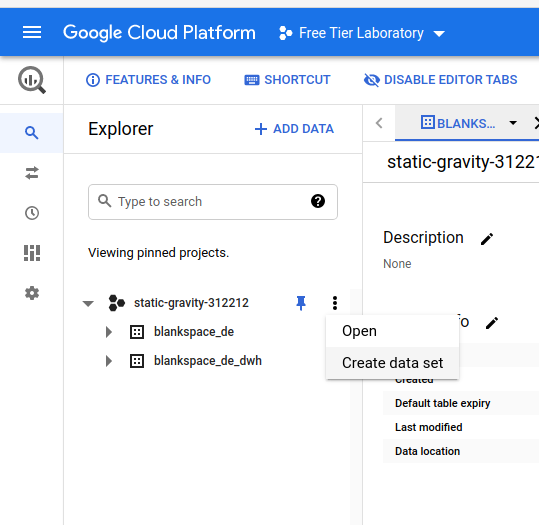 Google Cloud Platform
Free Tier Laboratory
FEATURES & INFO
SHORTCUT
DISABLE EDITOR TABS
Explorer
+ ADD DATA
BLANKS...
static-gravity-3122
Type to search
?
Description
None
Viewing pinned projects.
static-gravity-312212
blankspace_de
blankspace_de_dwh
Open
Create data set
fo
Created
Default table expiry
Last modified
Data location